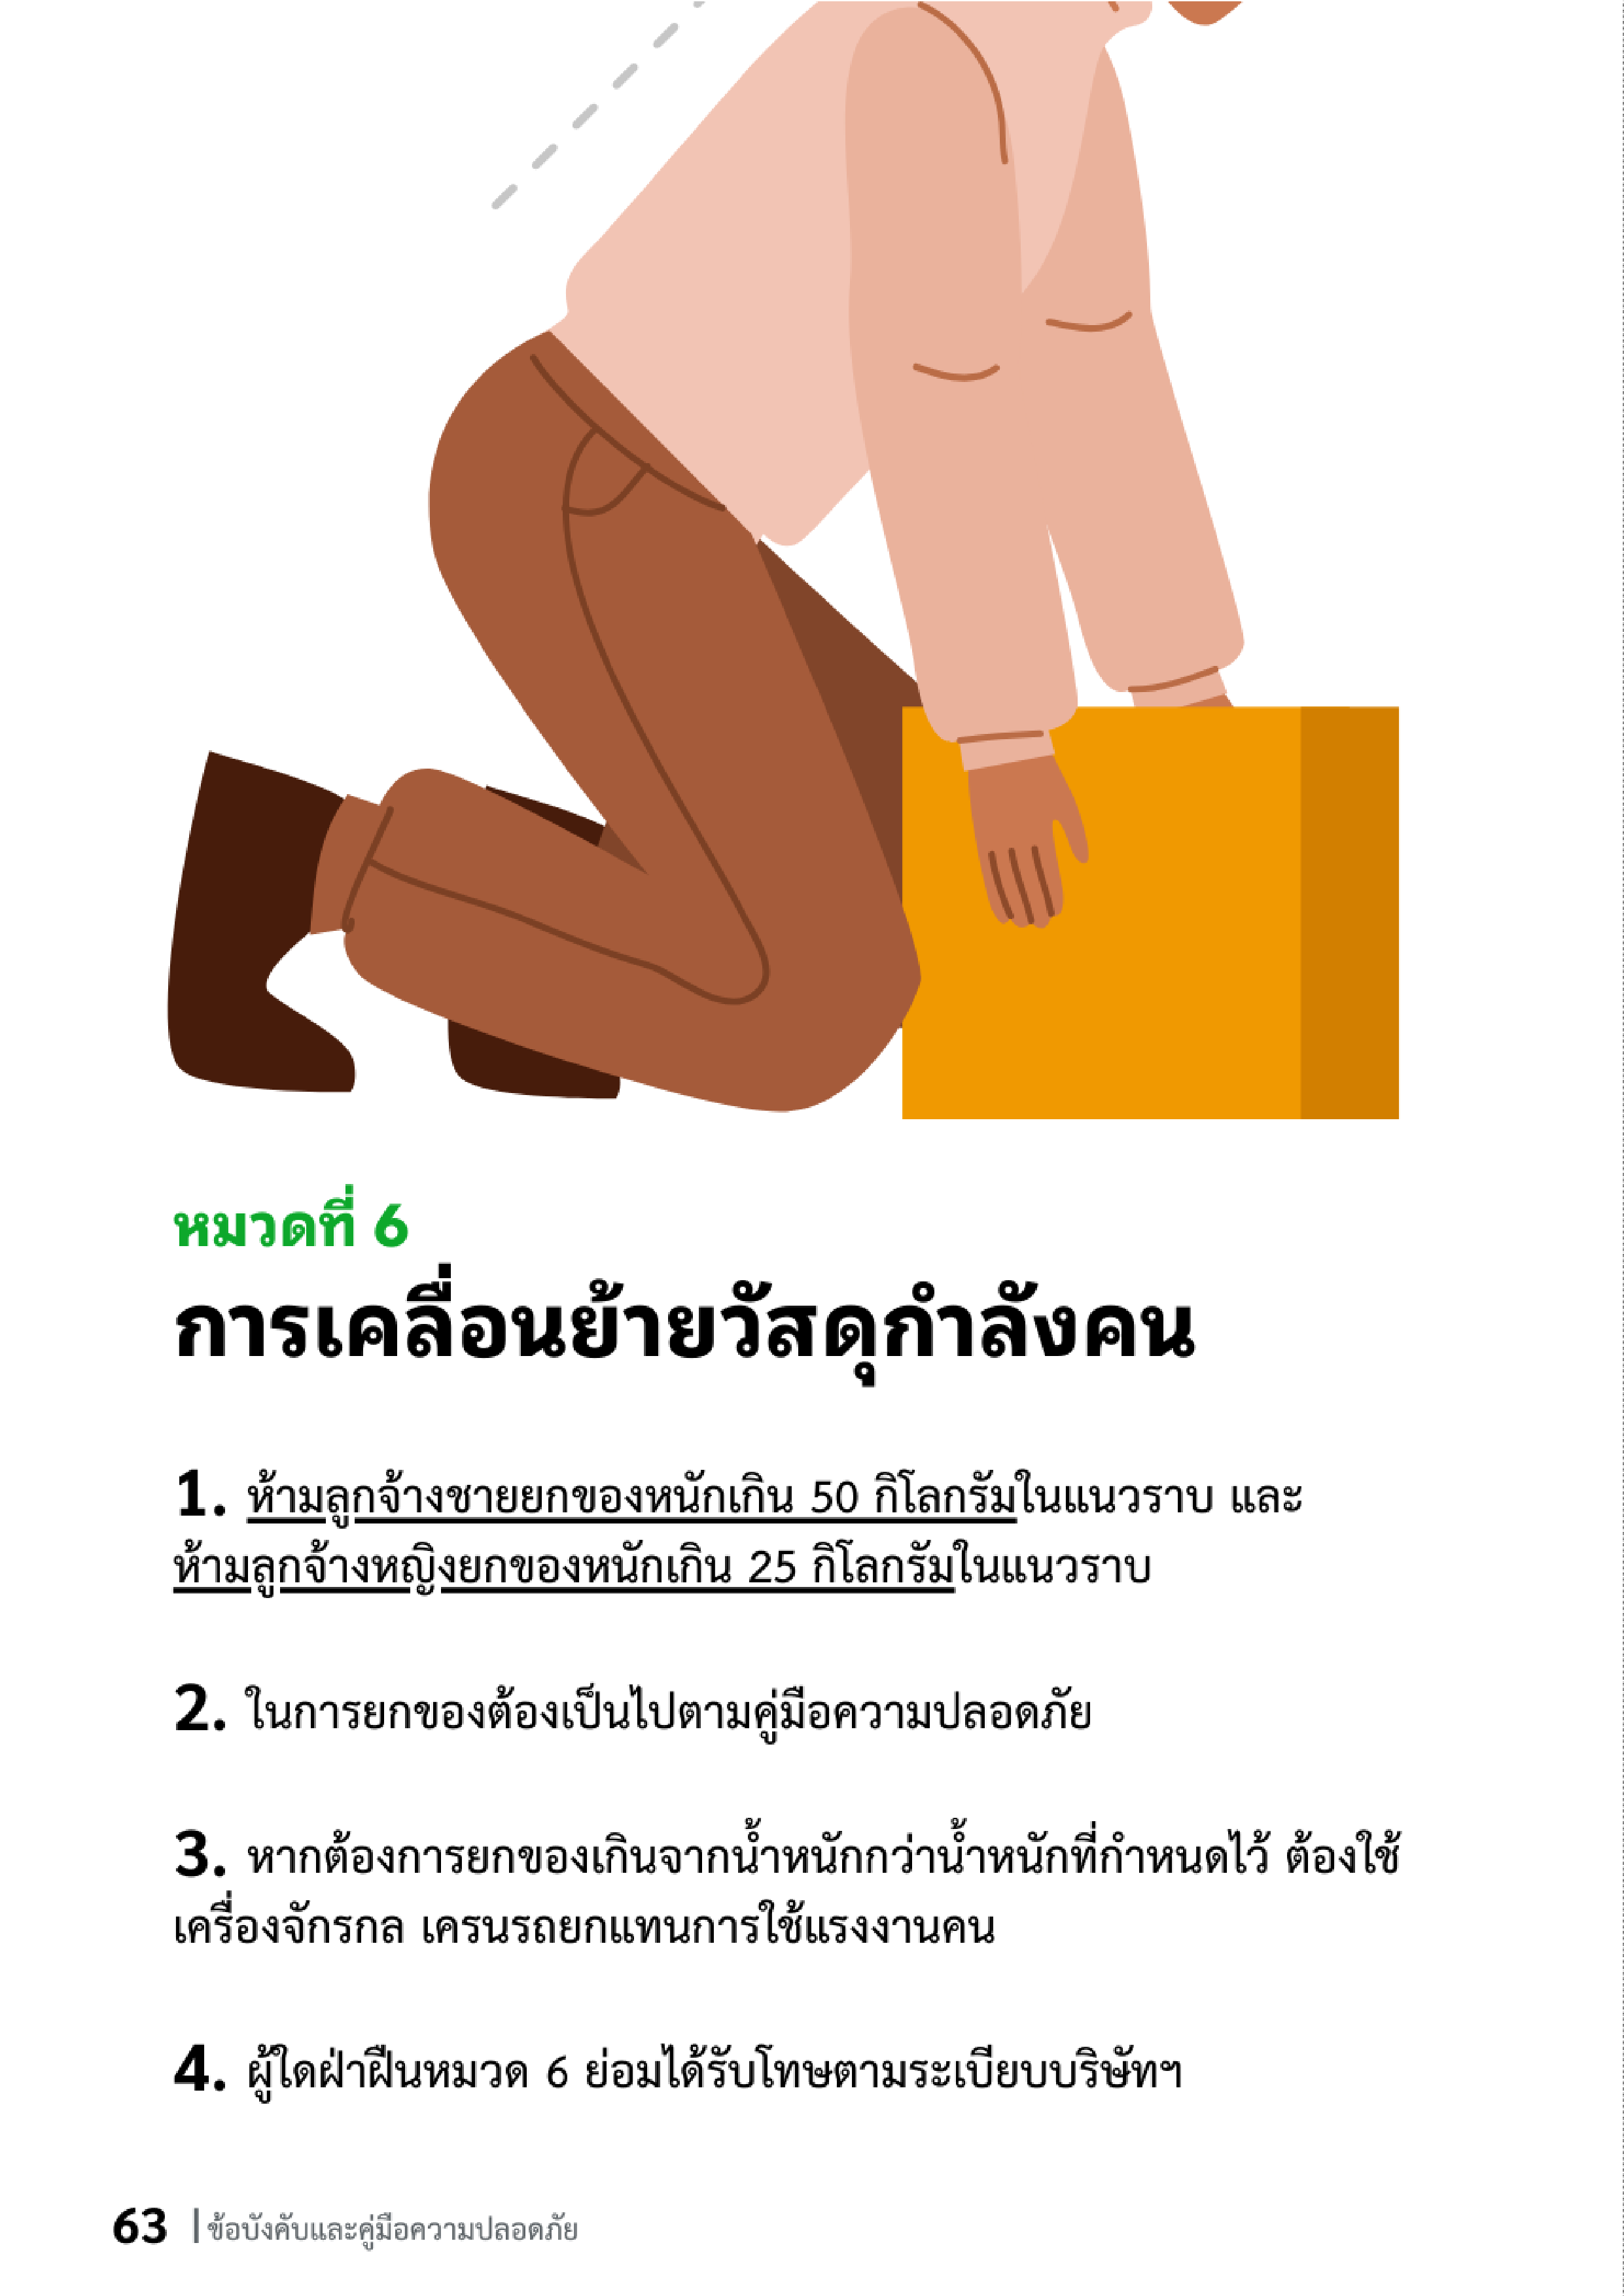 หมวดที่ 6
การเคลื่อนย้ายวัสดุกำลังคน
1. ห้ามลูกจ้างชายยกของหนักเกิน 50 กิโลกรัมในแนวราบ และ
ห้ามลูกจ้างหญิงยกของหนักเกิน 25 กิโลกรัมในแนวราบ
2. ในการยกของต้องเป็นไปตามคู่มือความปลอดภัย
3. หากต้องการยกของเกินจากน้ำหนักกว่าน้ำหนักที่กำหนดไว้ ต้องใช้
เครื่องจักรกล เครนรถยกแทนการใช้แรงงานคน
4. ผู้ใดฝ่าฝืนหมวด 6 ย่อมได้รับโทษตามระเบียบบริษัทฯ
63 | ข้อบังคับและคู่มือความปลอดภัย